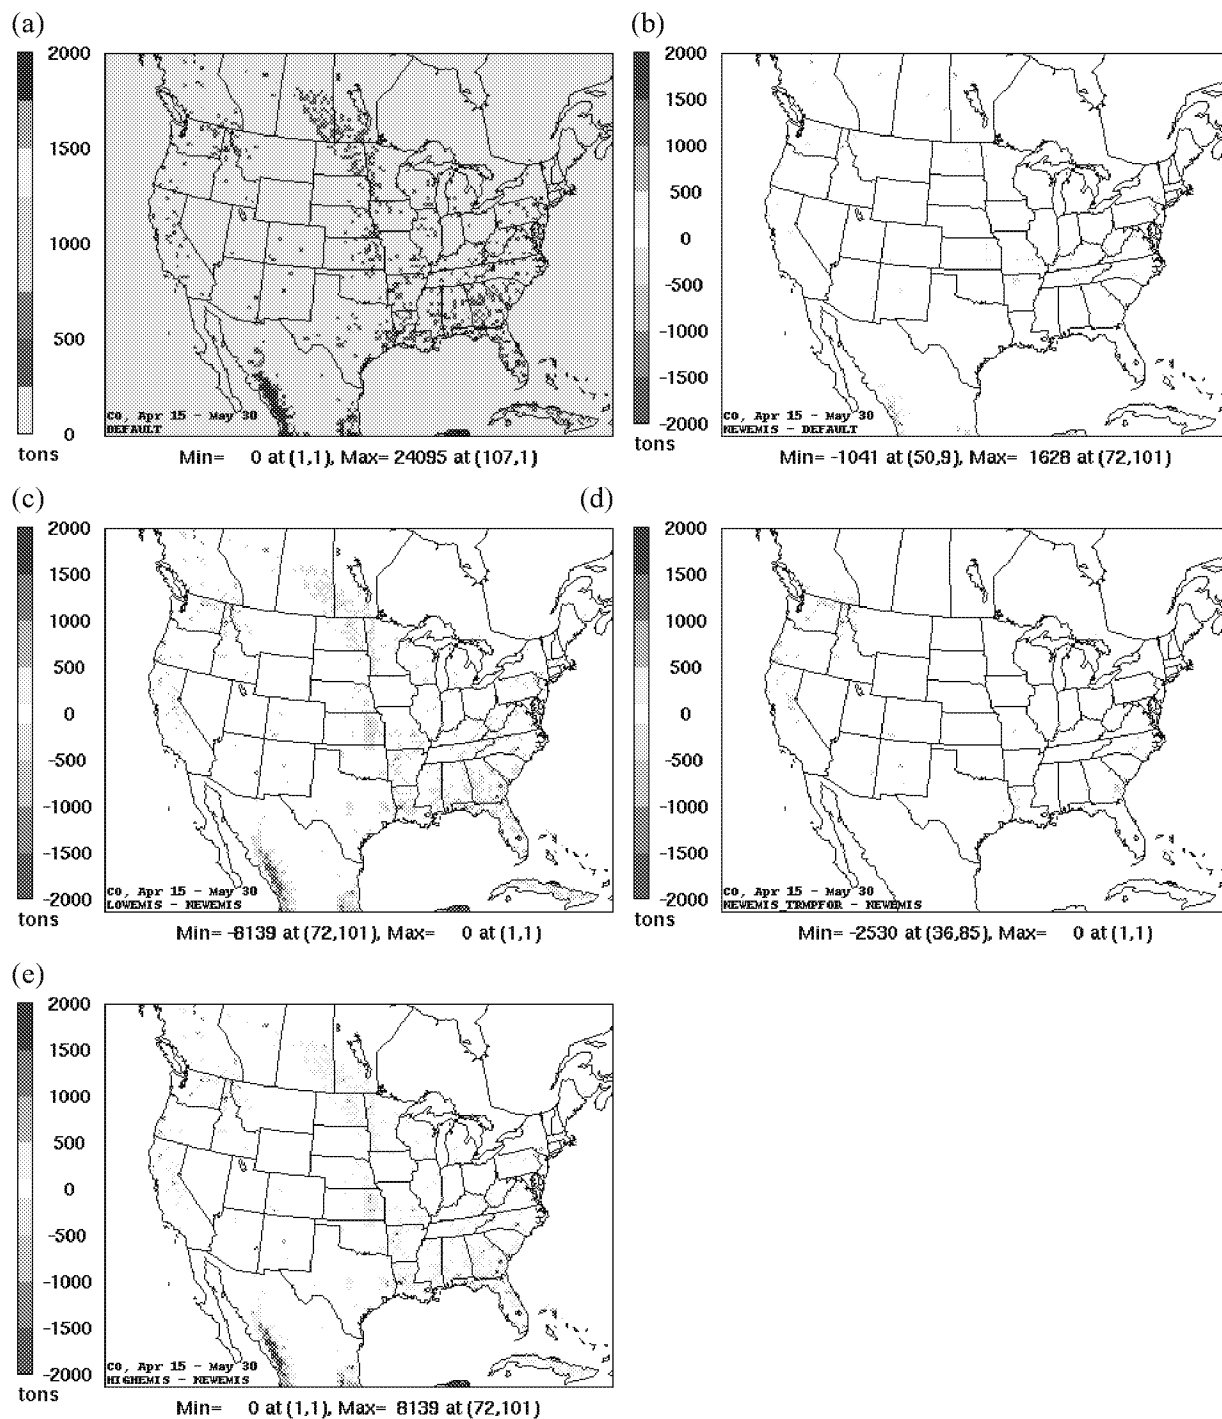 (a)
2000
1500
1000
500
0
tons
CO, Apr 15 - May 30
DEFAULT
Min= 0 at (1,1), Max= 24095 at (107,1)
(b)
2000
1500
1000
500
0
-500
-1000
-1500
-2000
tons
CO, Apr 15 - May 30
NEWEMIS - DEFAULT
Min= -1041 at (50,9), Max= 1628 at (72,101)
(c)
2000
1500
1000
500
0
-500
-1000
-1500
-2000
tons
CO, Apr 15 - May 30
LOWEMIS - NEWEMIS
Min= -8139 at (72,101), Max= 0 at (1,1)
(d)
2000
1500
1000
500
0
-500
-1000
-1500
-2000
tons
CO, Apr 15 - May 30
NEWEMIS_TRMPFOR - NEWEMIS
Min= -2530 at (36,85), Max= 0 at (1,1)
(e)
2000
1500
1000
500
0
-500
-1000
-1500
-2000
tons
CO, Apr 15 - May 30
HIGHEMIS - NEWEMIS
Min= 0 at (1,1), Max= 8139 at (72,101)